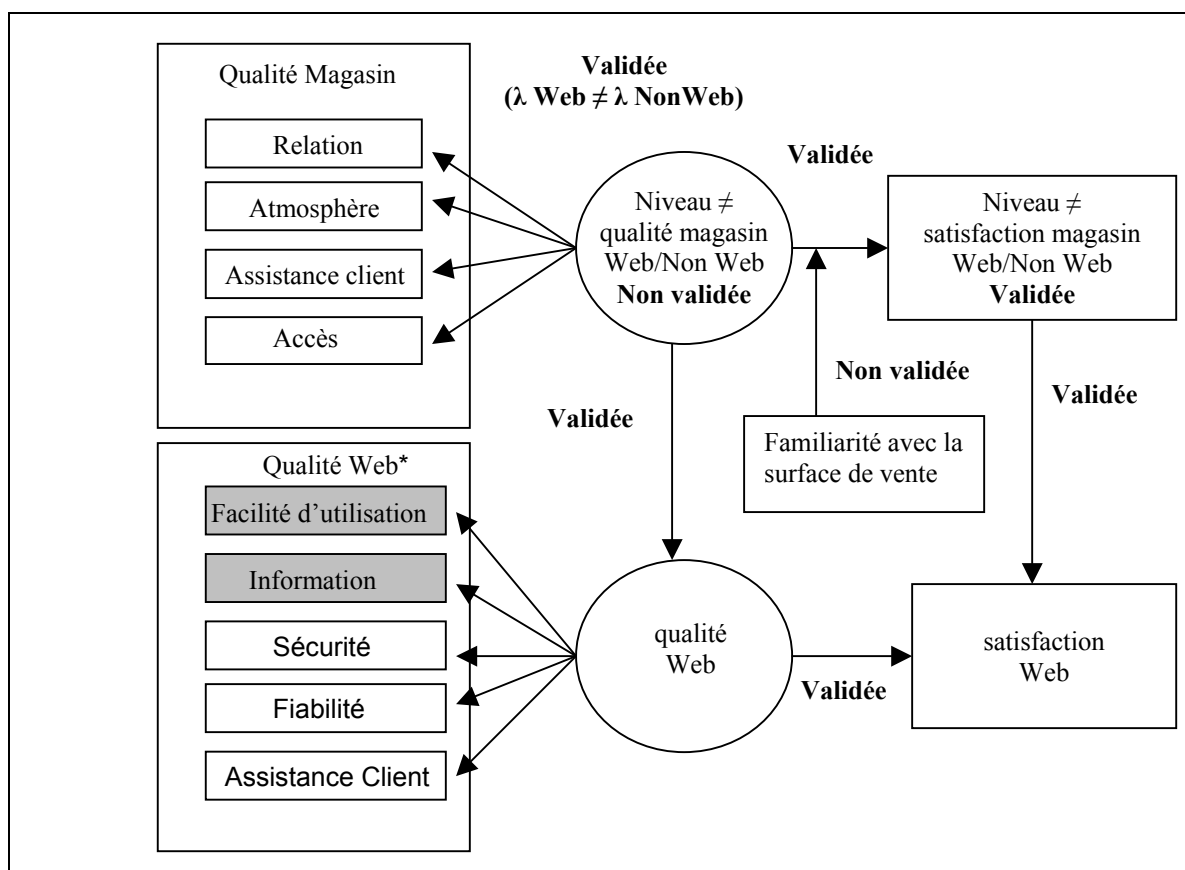 Qualité Magasin
Relation
Atmosphère
Assistance client
Accès
Validée
(λ Web ≠ λ NonWeb)
Niveau ≠
qualité magasin
Web/Non Web
Non validée
Validée
Niveau ≠
satisfaction magasin
Web/Non Web
Validée
Non validée
Validée
Validée
Familiarité avec la
surface de vente
Qualité Web*
Facilité d’utilisation
Information
Sécurité
Fiabilité
Assistance Client
qualité
Web
Validée
satisfaction
Web